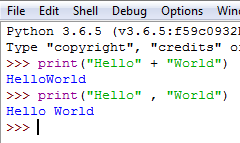 File Edit Shell Debug Options Window
Python 3.6.5 (v3.6.5:f59c0932
Type "copyright", "credits"
>>> print("Hello" + "World")
HelloWorld
>>> print("Hello" , "World")
Hello World
>>>